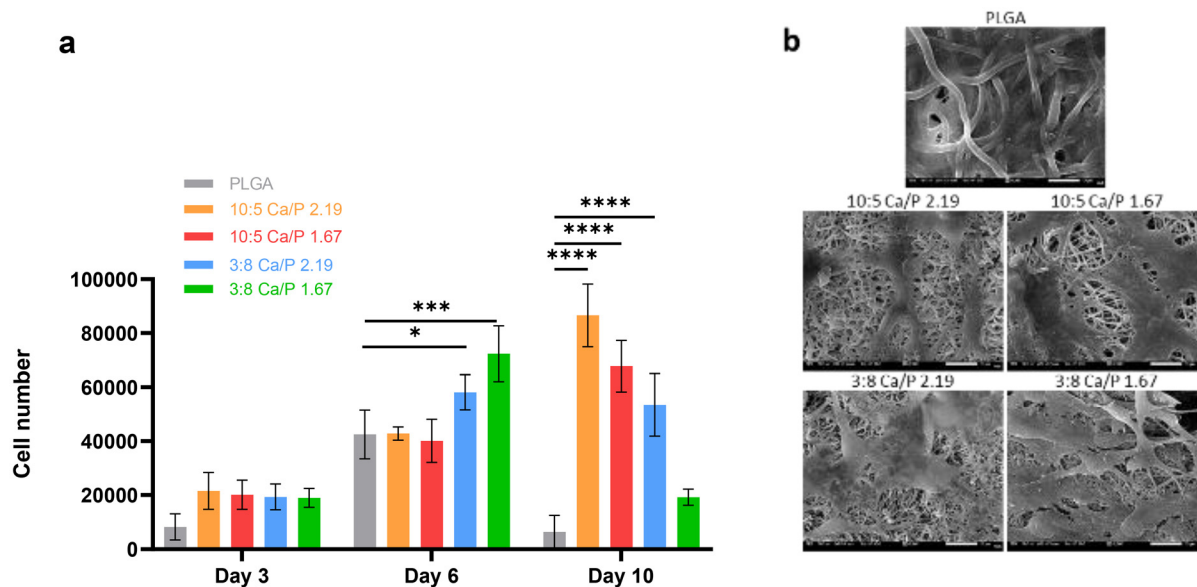 a
PLGA
10:5 Ca/P 2.19
10:5 Ca/P 1.67
3:8 Ca/P 2.19
3:8 Ca/P 1.67
Cell number
100000
80000
60000
40000
20000
0
***
*
****
****
****
Day 3
Day 6
Day 10
b
PLGA
10:5 Ca/P 2.19
10:5 Ca/P 1.67
3:8 Ca/P 2.19
3:8 Ca/P 1.67